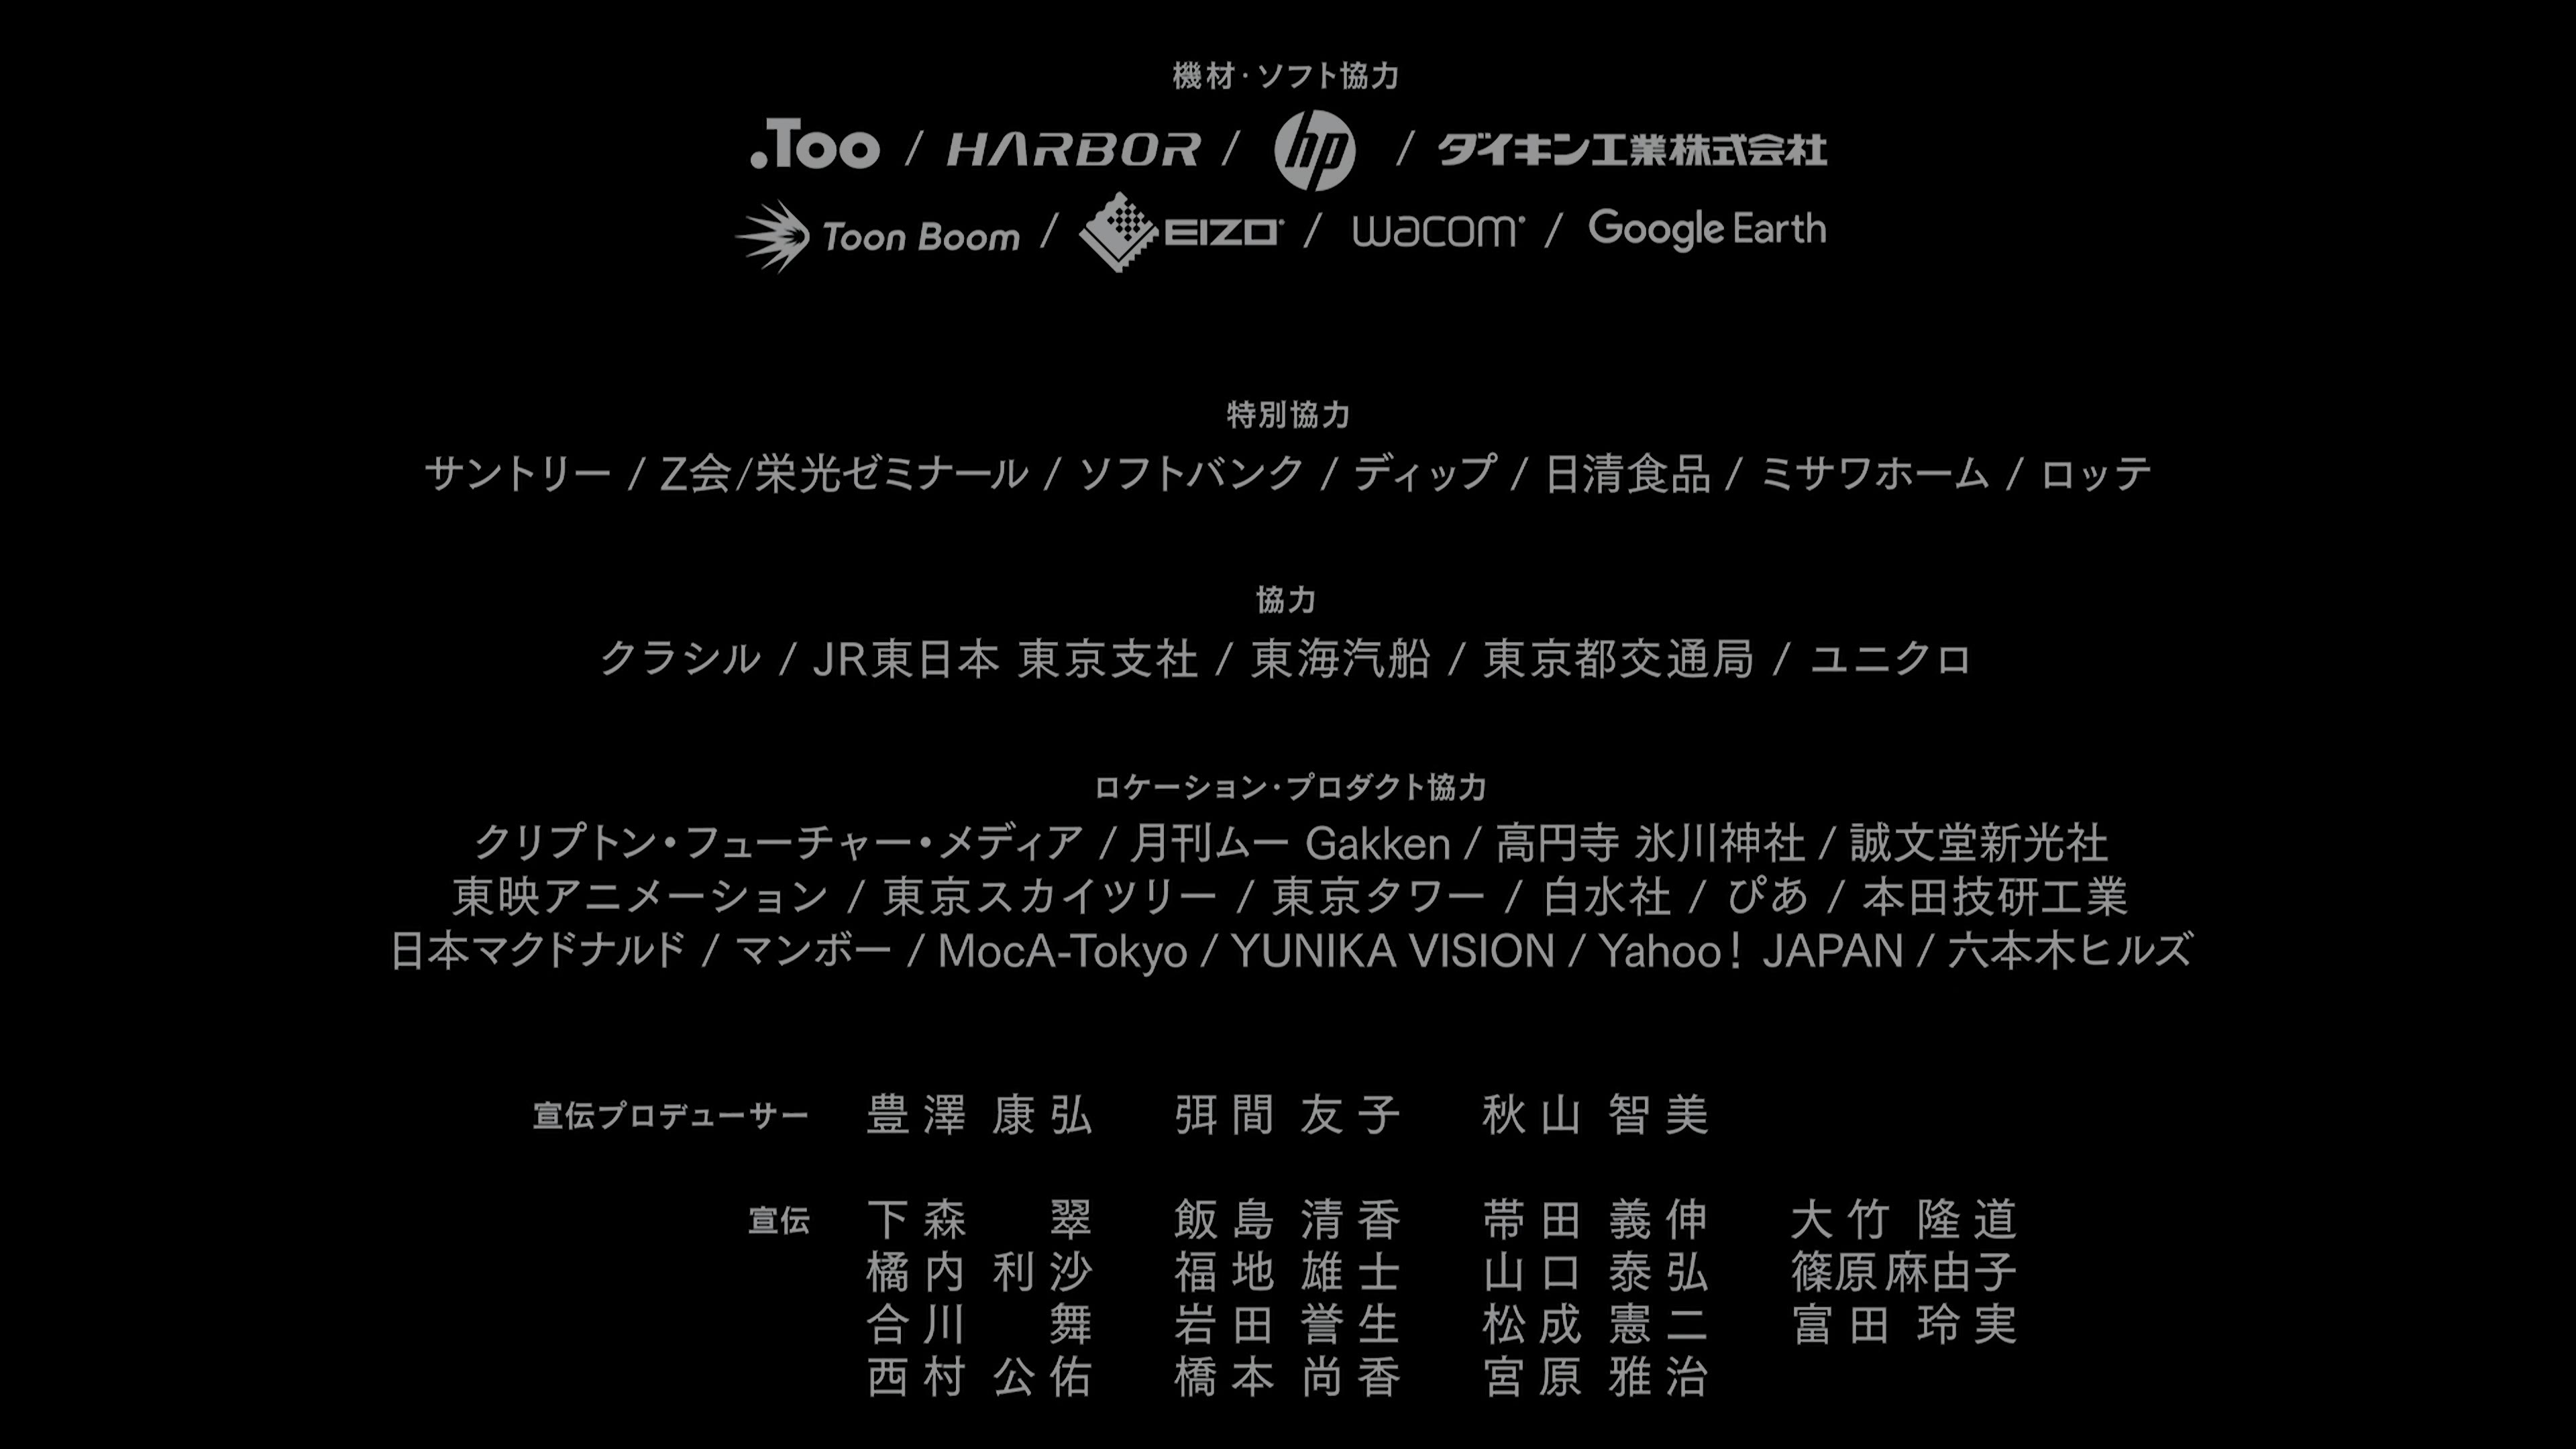 機材・ソフト協力
.Too / HARBOR / hp / ダイキン工業株式会社
Toon Boom / EIZO / wacom / Google Earth
特別協力
サントリー / Z会/栄光ゼミナール / ソフトバンク / ディップ / 日清食品 / ミサワホーム / ロッテ
協力
クラシル / JR東日本 東京支社 / 東海汽船 / 東京都交通局 / ユニクロ
ロケーション・プロダクト協力
クリプトン・フューチャー・メディア / 月刊ムー Gakken / 高円寺 氷川神社 / 誠文堂新光社
東映アニメーション / 東京スカイツリー / 東京タワー / 白水社 / ぴあ / 本田技研工業
日本マクドナルド / マンボー / MocA-Tokyo / YUNIKA VISION / Yahoo! JAPAN / 六本木ヒルズ
宣伝プロデューサー 豊澤 康弘 弭間 友子 秋山 智美
宣伝 下森 翠 飯島 清香 帯田 義伸 大竹 隆道
橘内 利沙 福地 雄士 山口 泰弘 篠原麻由子
合川 舞 岩田 誉生 松成 憲二 富田 玲実
西村 公佑 橋本 尚香 宮原 雅治